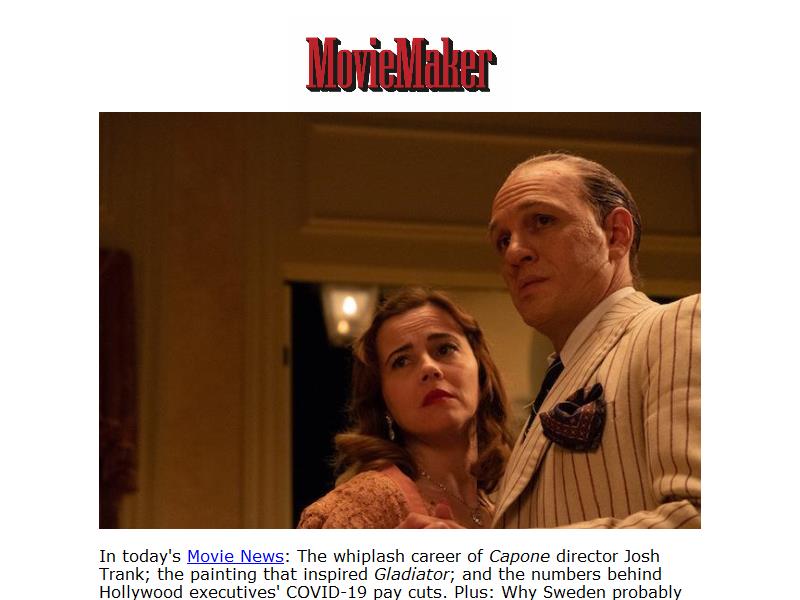 MovieMaker
In today's Movie News: The whiplash career of Capone director Josh
Trank; the painting that inspired Gladiator; and the numbers behind
Hollywood executives' COVID-19 pay cuts. Plus: Why Sweden probably